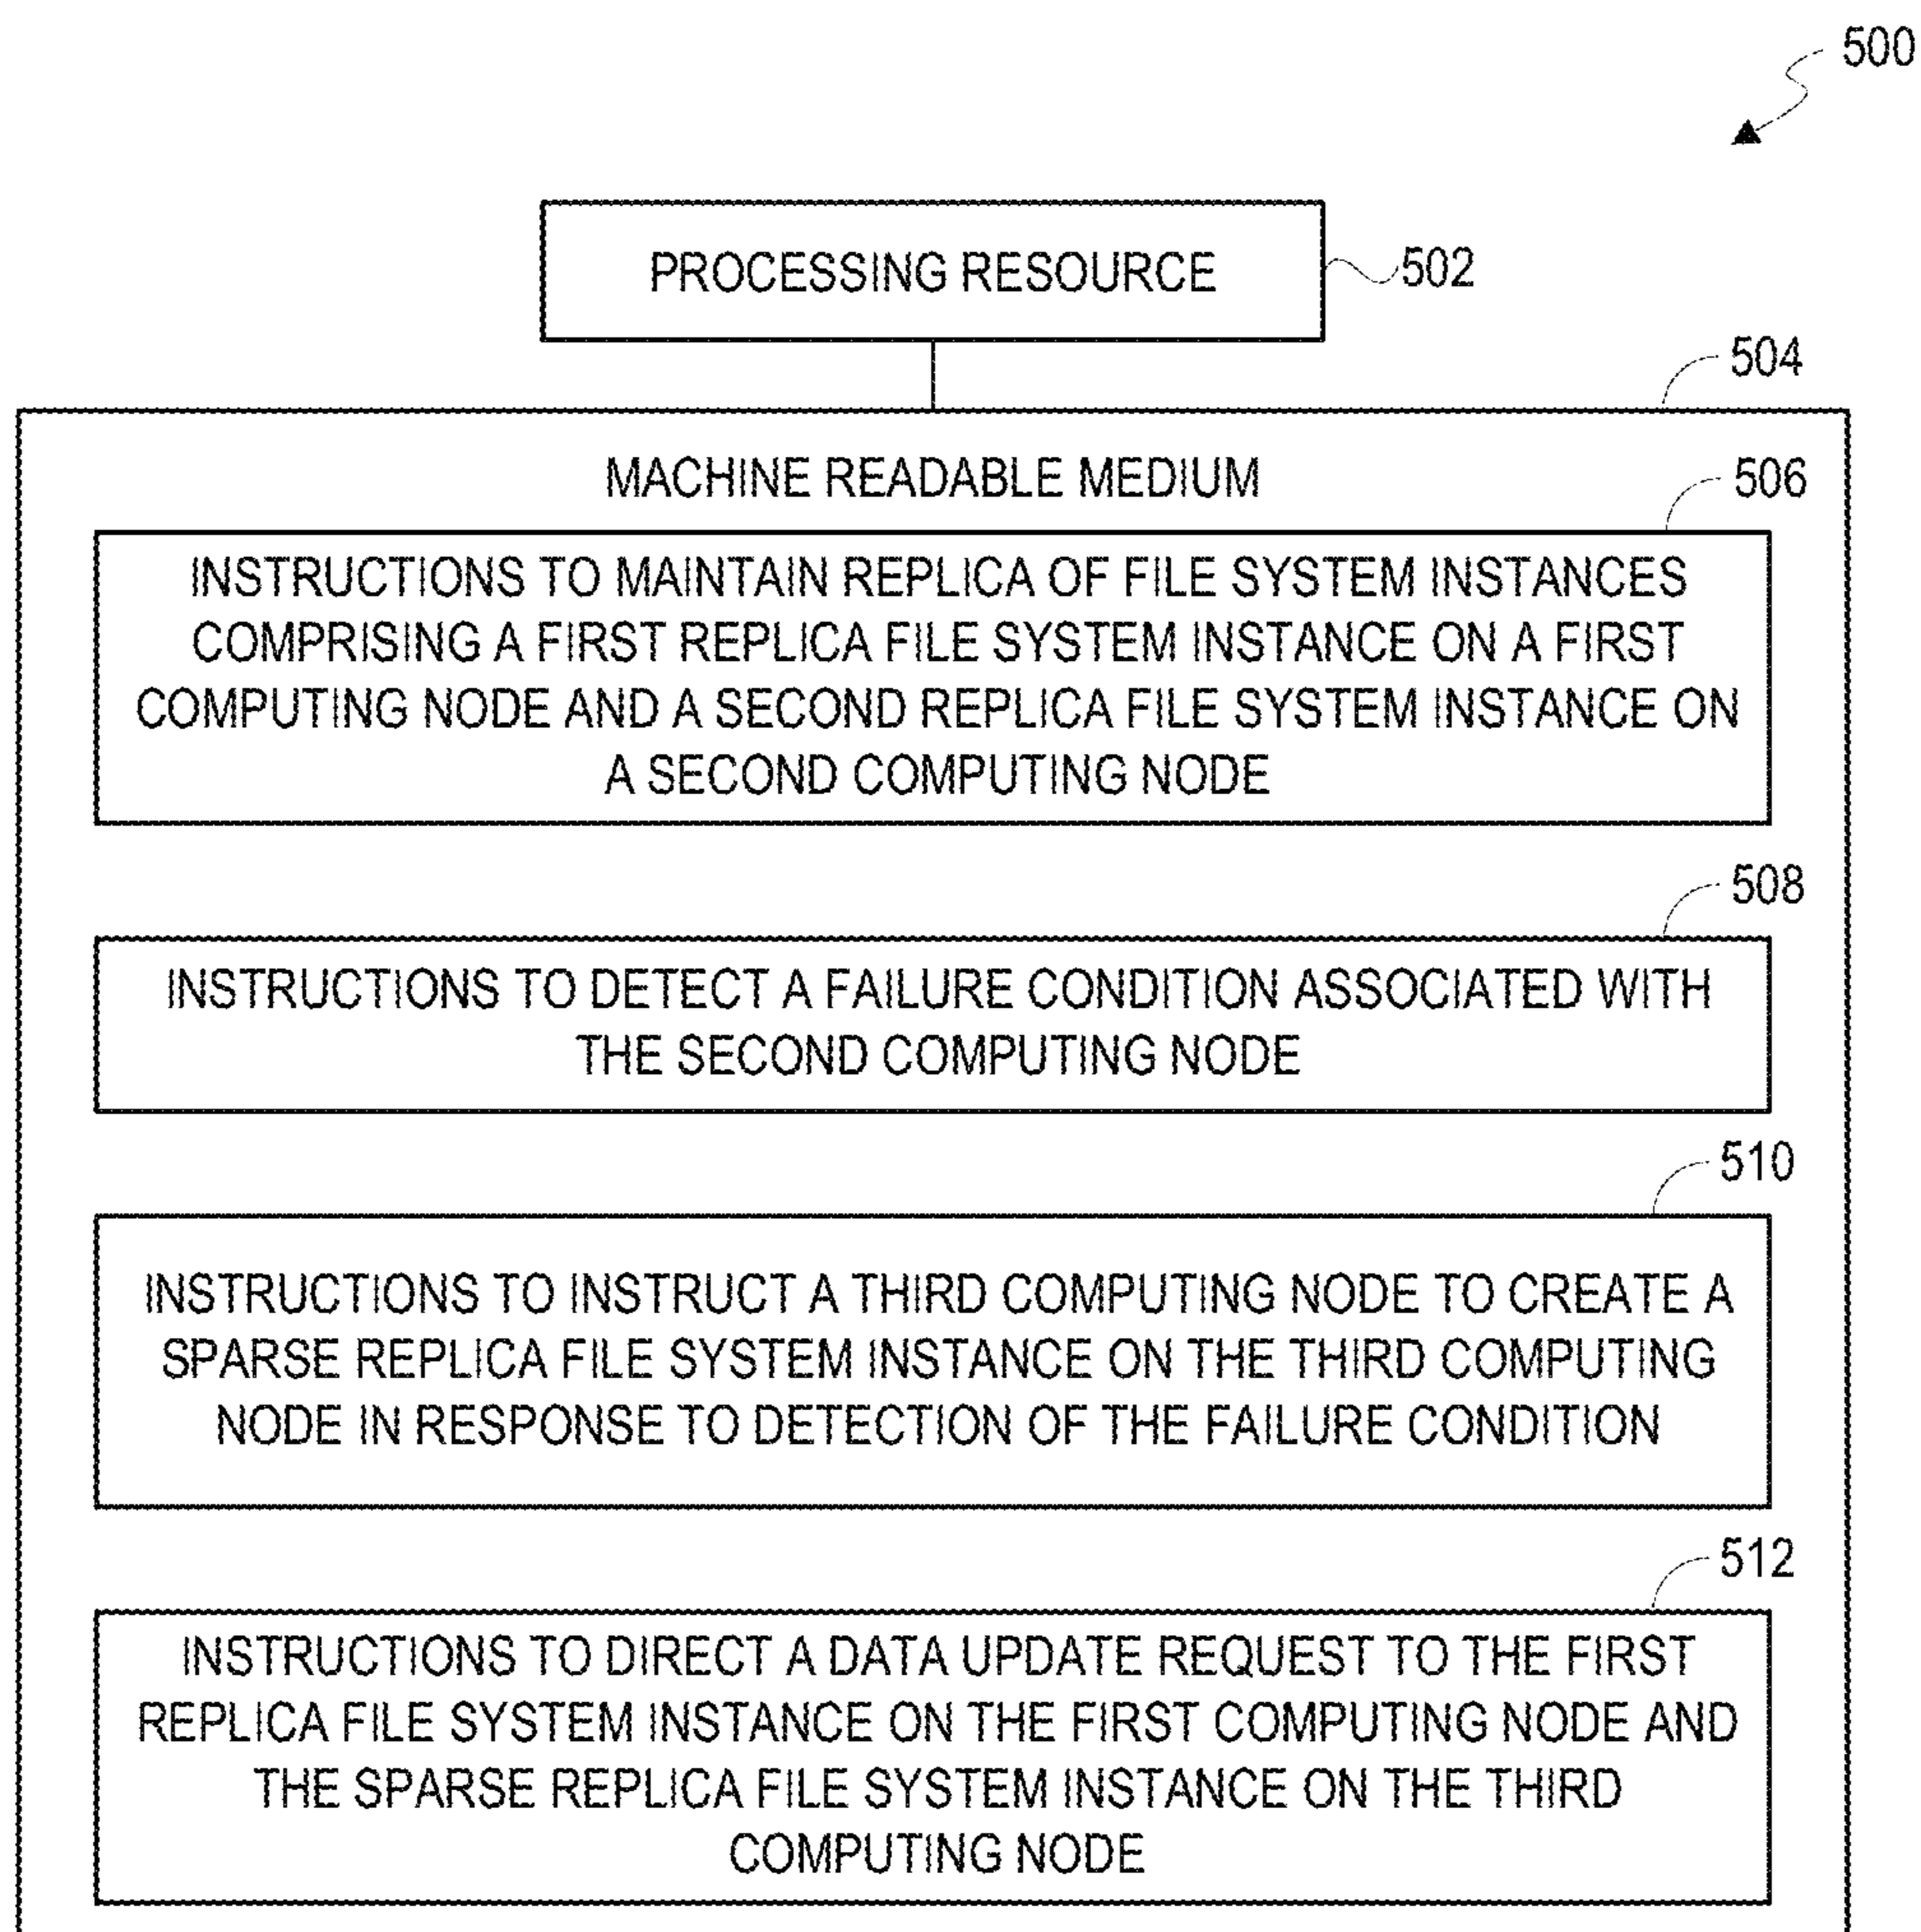 500
PROCESSING RESOURCE
502
504
MACHINE READABLE MEDIUM
506
INSTRUCTIONS TO MAINTAIN REPLICA OF FILE SYSTEM INSTANCES
COMPRISING A FIRST REPLICA FILE SYSTEM INSTANCE ON A FIRST
COMPUTING NODE AND A SECOND REPLICA FILE SYSTEM INSTANCE ON
A SECOND COMPUTING NODE
508
INSTRUCTIONS TO DETECT A FAILURE CONDITION ASSOCIATED WITH
THE SECOND COMPUTING NODE
510
INSTRUCTIONS TO INSTRUCT A THIRD COMPUTING NODE TO CREATE A
SPARSE REPLICA FILE SYSTEM INSTANCE ON THE THIRD COMPUTING
NODE IN RESPONSE TO DETECTION OF THE FAILURE CONDITION
512
INSTRUCTIONS TO DIRECT A DATA UPDATE REQUEST TO THE FIRST
REPLICA FILE SYSTEM INSTANCE ON THE FIRST COMPUTING NODE AND
THE SPARSE REPLICA FILE SYSTEM INSTANCE ON THE THIRD
COMPUTING NODE